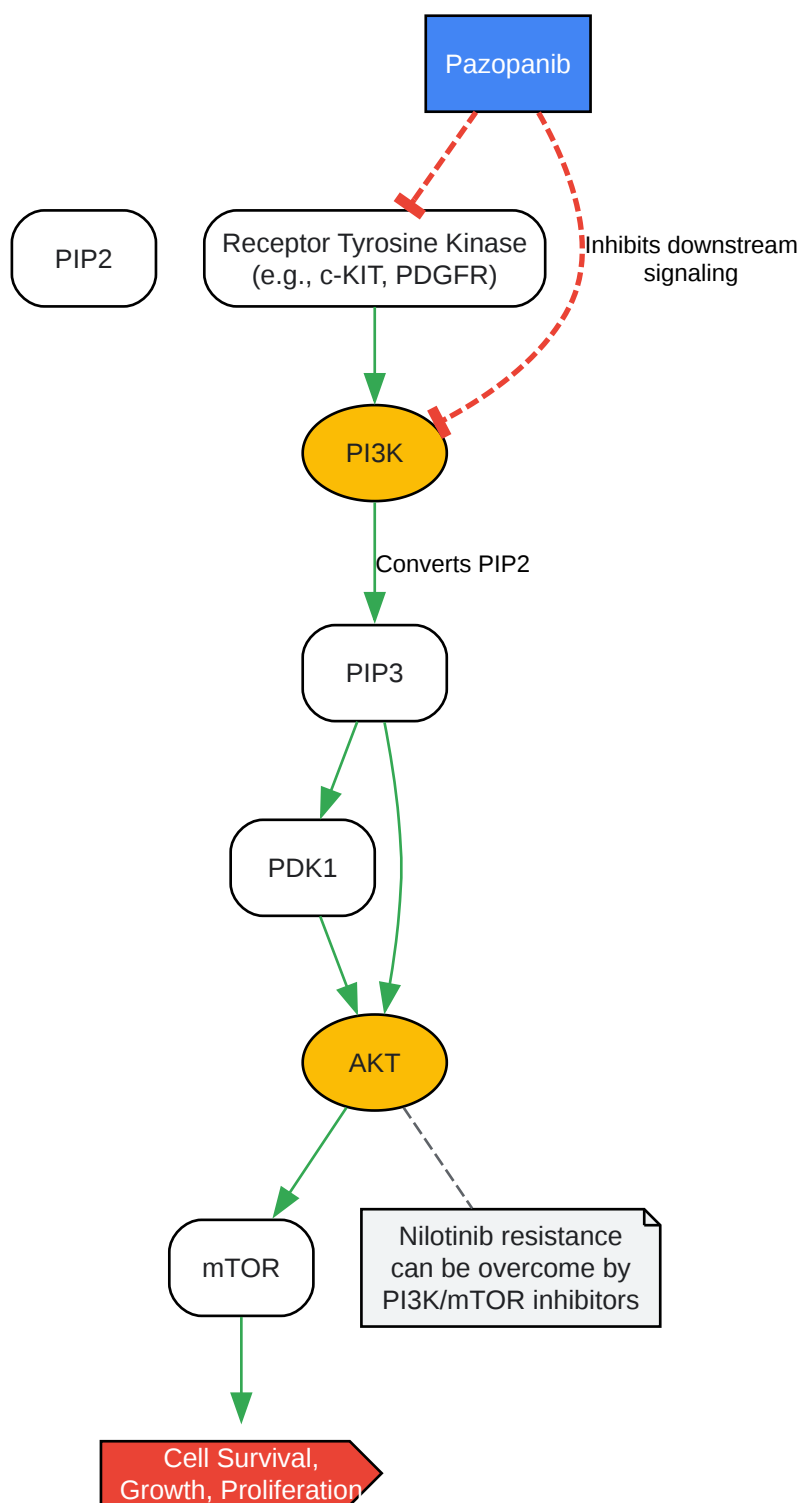 Pazopanib
PIP2
Receptor Tyrosine Kinase
(e.g., c-KIT, PDGFR)
Inhibits downstream
signaling
PI3K
Converts PIP2
PIP3
PDK1
AKT
mTOR
Nilotinib resistance
can be overcome by
PI3K/mTOR inhibitors
Cell Survival,
Growth, Proliferation